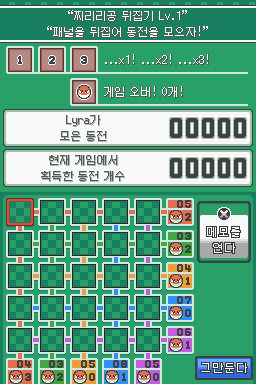 “찌리리공 뒤집기 Lv.1”
“패널을 뒤집어 동전을 모으자!”
1 2 3 ...x1! ...x2! ...x3!
게임 오버! 0개!
Lyra가
모은 동전
00000
현재 게임에서
획득한 동전 개수
00000
05
2
03
2
04
1
07
0
06
1
메모를
연다
04 03 05 08 05
3 2 0 1 0
그만둔다